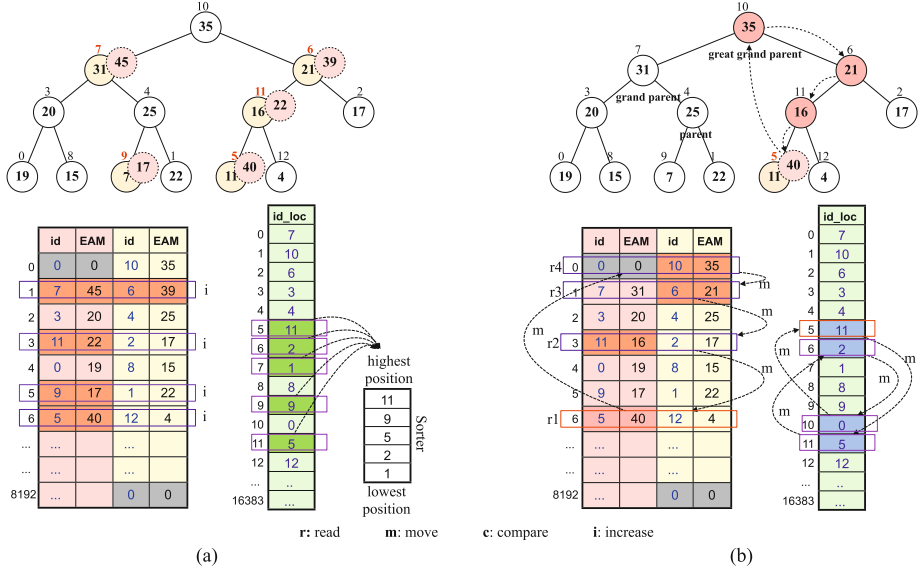 10
35
7
31
45
6
21
39
3
20
4
25
11
16
22
2
17
0
19
8
15
9
7
17
1
22
5
11
40
12
4
id EAM id EAM
0 0 0 10 35
1 7 45 6 39 i
2 3 20 4 25
3 11 22 2 17 i
4 0 19 8 15
5 9 17 1 22 i
6 5 40 12 4 i
... ...
... ...
8192 ... 0 0
id_loc
0 7
1 10
2 6
3 3
4 4
5 11
6 2
7 1
8 8
9 9
10 0
11 5
12 12
.. ..
16383 ...
highest
position
11
9
5
2
1
Sorter
lowest
position
10
35
great grand parent
7
31
grand parent
6
21
3
20
4
25
parent
11
16
2
17
0
19
8
15
9
7
1
22
5
11
40
12
4
id EAM id EAM
r4 0 0 0 10 35
m
r3 1 7 31 6 21
2 3 20 4 25
m
m
r2 3 11 16 2 17
4 0 19 8 15
m
5 9 17 1 22
r1 6 5 40 12 4
... ...
... ...
8192 ... 0 0
id_loc
0 7
1 10
2 6
3 3
4 4
5 11
6 2
7 1
8 8
9 9
10 0
11 5
12 12
.. ..
16383 ...
m
m
m
m
r: read m: move c: compare i: increase
(a)
(b)